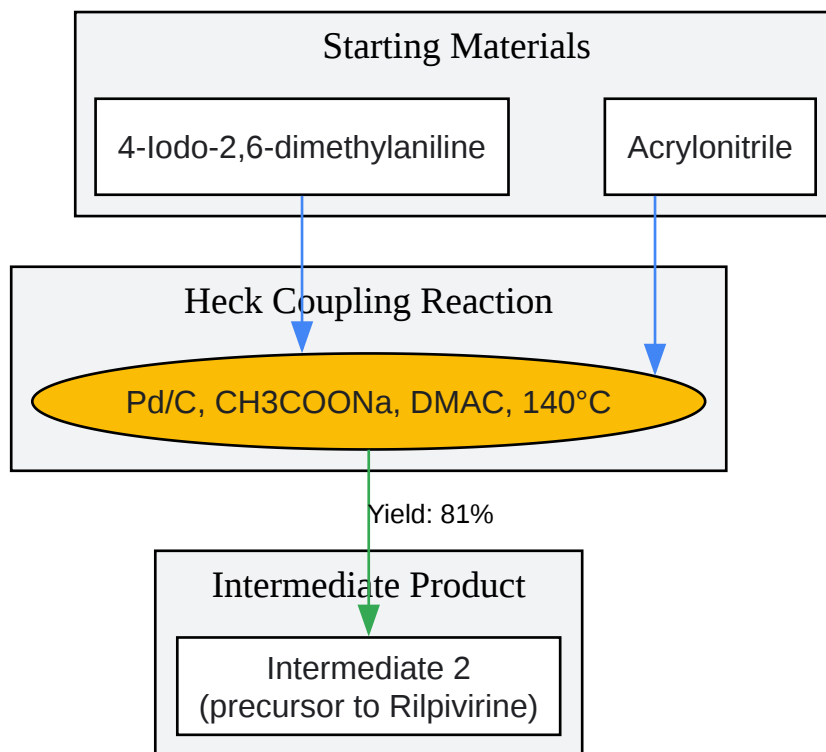 Starting Materials
4-Iodo-2,6-dimethylaniline
Acrylonitrile
Heck Coupling Reaction
Pd/C, CH3COONa, DMAC, 140°C
Yield: 81%
Intermediate Product
Intermediate 2
(precursor to Rilpivirine)